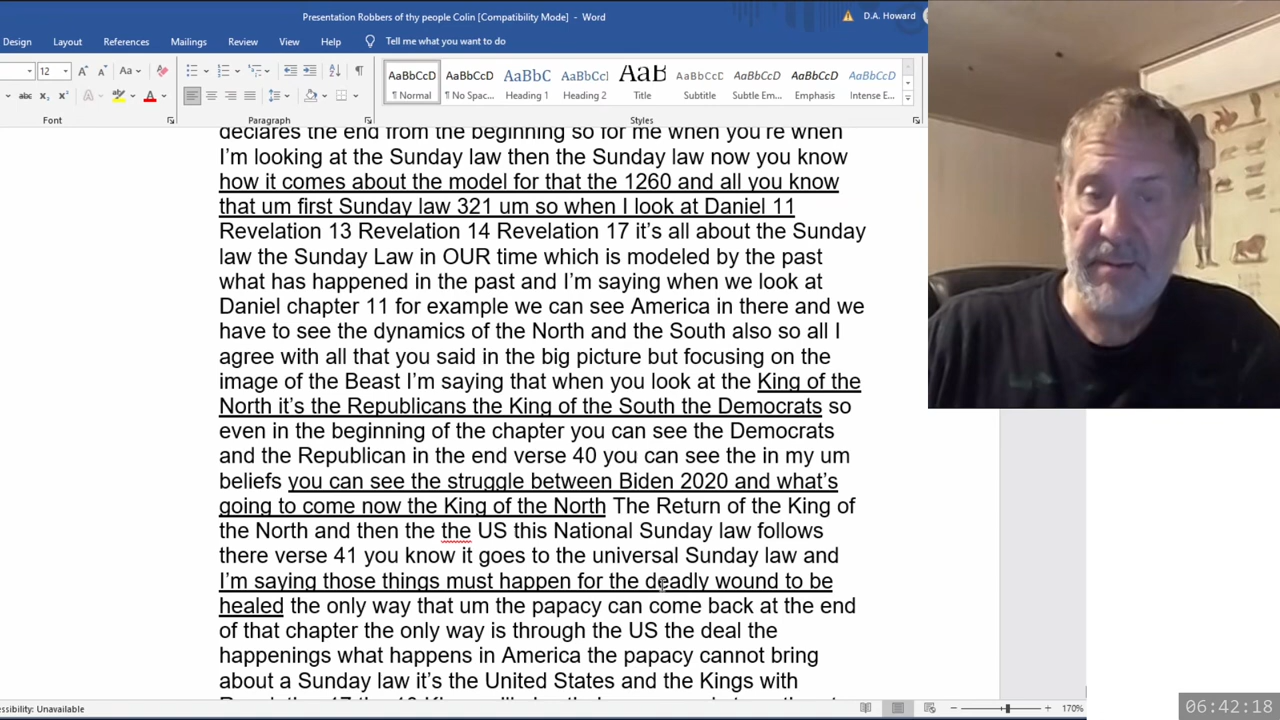 Presentation Robbers of thy people Colin [Compatibility Mode] - Word
D.A. Howard
Design Layout References Mailings Review View Help Tell me what you want to do
12 Aa
AaBbCcD AaBbCcD AaBbC AaBbCcI AaB AaBbCcD AaBbCcD AaBbCcD AaBbCcD
¶ Normal ¶ No Spac... Heading 1 Heading 2 Title Subtitle Subtle Em... Emphasis Intense E...
Font Paragraph Styles
declares the end from the beginning so for me when you're when
I'm looking at the Sunday law then the Sunday law now you know
how it comes about the model for that the 1260 and all you know
that um first Sunday law 321 um so when I look at Daniel 11
Revelation 13 Revelation 14 Revelation 17 it's all about the Sunday
law the Sunday Law in OUR time which is modeled by the past
what has happened in the past and I'm saying when we look at
Daniel chapter 11 for example we can see America in there and we
have to see the dynamics of the North and the South also so all I
agree with all that you said in the big picture but focusing on the
image of the Beast I'm saying that when you look at the King of the
North it's the Republicans the King of the South the Democrats so
even in the beginning of the chapter you can see the Democrats
and the Republican in the end verse 40 you can see the in my um
beliefs you can see the struggle between Biden 2020 and what's
going to come now the King of the North The Return of the King of
the North and then the the US this National Sunday law follows
there verse 41 you know it goes to the universal Sunday law and
I'm saying those things must happen for the deadly wound to be
healed the only way that um the papacy can come back at the end
of that chapter the only way is through the US the deal the
happenings what happens in America the papacy cannot bring
about a Sunday law it's the United States and the Kings with
ssibility: Unavailable
170%
06:42:18